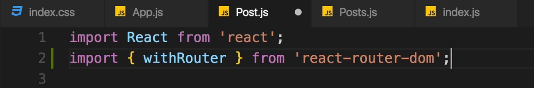 index.css App.js Post.js Posts.js index.js
1 import React from 'react';
2 import { withRouter } from 'react-router-dom';
3